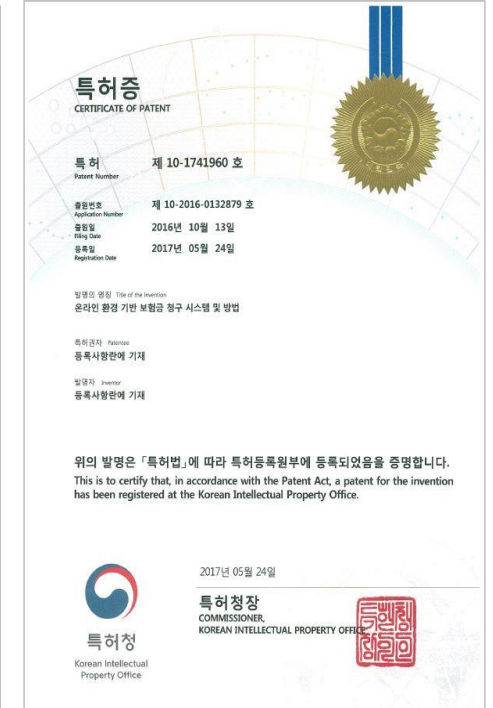 특허증
CERTIFICATE OF PATENT
특 허 제 10-1741960 호
Patent Number
출원번호 제 10-2016-0132879 호
Application Number
출원일 2016년 10월 13일
Filing Date
등록일 2017년 05월 24일
Registration Date
발명의 명칭 Title of the Invention
온라인 환경 기반 보험금 청구 시스템 및 방법
특허권자 Patentee
등록사항란에 기재
발명자 Inventor
등록사항란에 기재
위의 발명은 「특허법」에 따라 특허등록원부에 등록되었음을 증명합니다.
This is to certify that, in accordance with the Patent Act, a patent for the invention
has been registered at the Korean Intellectual Property Office.
2017년 05월 24일
특허청장
COMMISSIONER,
KOREAN INTELLECTUAL PROPERTY OFFICE
특허청
Korean Intellectual
Property Office